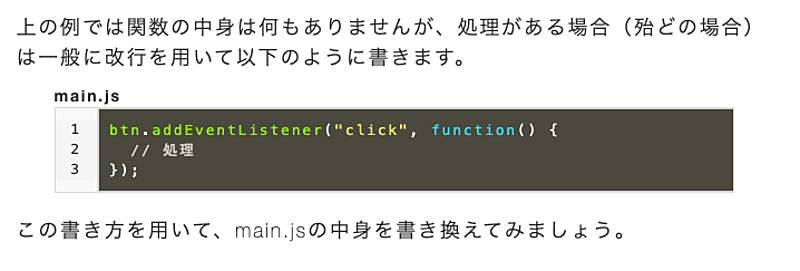 上の例では関数の中身は何もありませんが、処理がある場合（殆どの場合）
は一般に改行を用いて以下のように書きます。
main.js
1 btn.addEventListener("click", function() {
2   // 処理
3 });
この書き方を用いて、main.jsの中身を書き換えてみましょう。